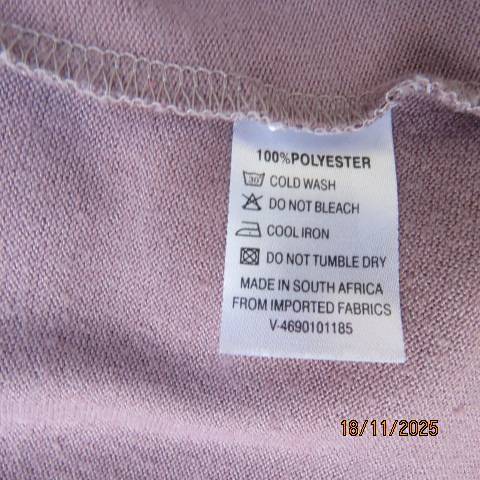 100%POLYESTER
30 COLD WASH
DO NOT BLEACH
COOL IRON
DO NOT TUMBLE DRY
MADE IN SOUTH AFRICA
FROM IMPORTED FABRICS
V-4690101185
18/11/2025